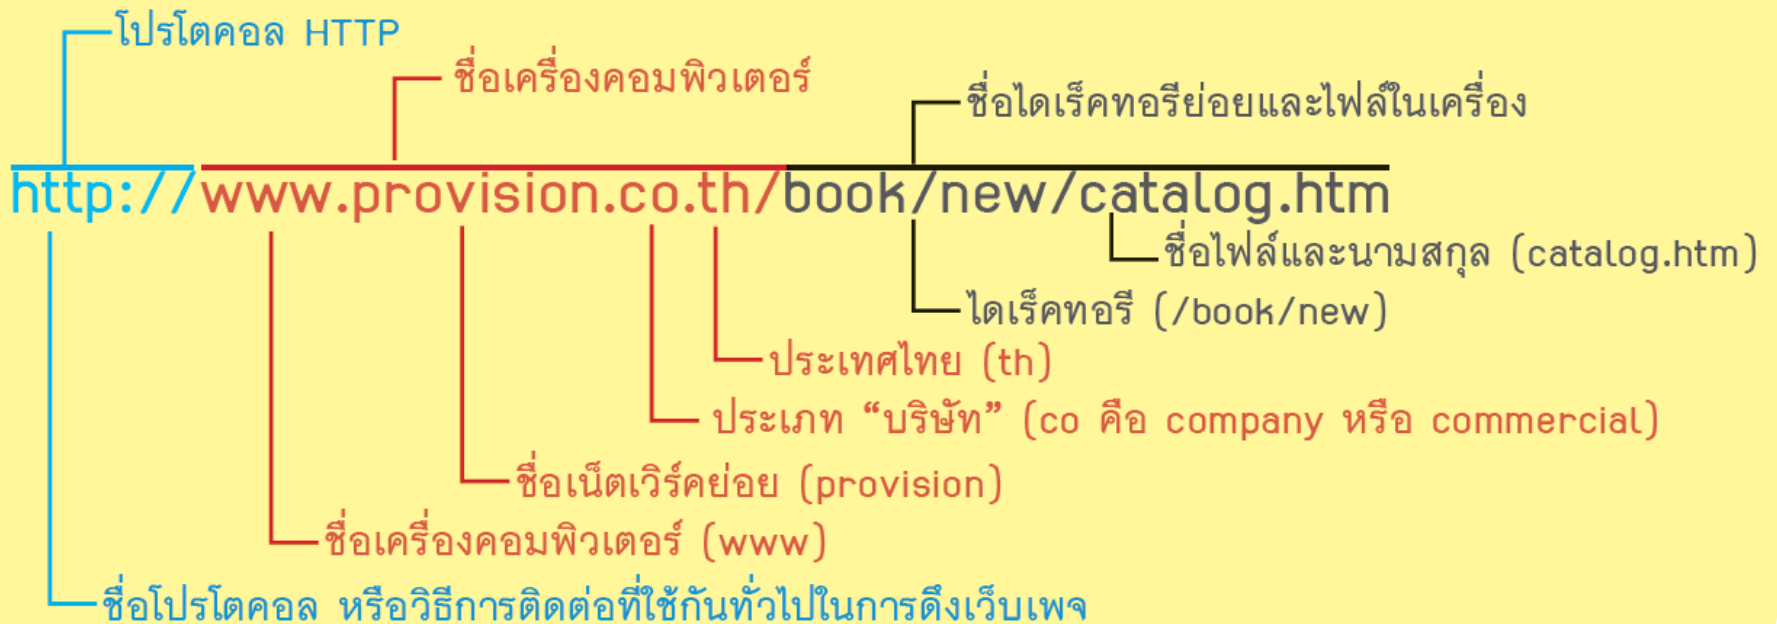 โปรโตคอล HTTP
ชื่อเครื่องคอมพิวเตอร์
ชื่อไดเร็คทอรีย่อยและไฟล์ในเครื่อง
http://www.provision.co.th/book/new/catalog.htm
ชื่อไฟล์และนามสกุล (catalog.htm)
ไดเร็คทอรี (/book/new)
ประเทศไทย (th)
ประเภท “บริษัท” (co คือ company หรือ commercial)
ชื่อเน็ตเวิร์คย่อย (provision)
ชื่อเครื่องคอมพิวเตอร์ (www)
ชื่อโปรโตคอล หรือวิธีการติดต่อที่ใช้กันทั่วไปในการดึงเว็บเพจ